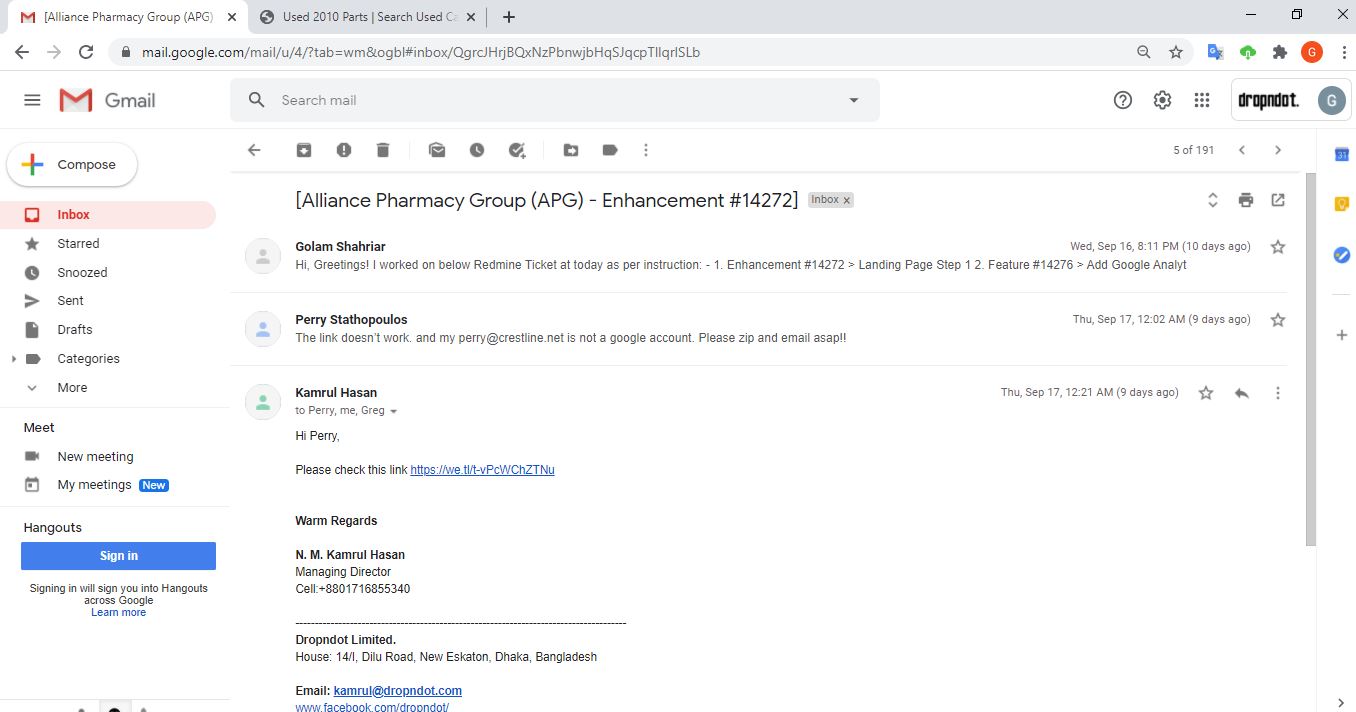 [Alliance Pharmacy Group (APG)
Used 2010 Parts | Search Used Ca
mail.google.com/mail/u/4/?tab=wm&ogbl#inbox/QgrcJHrjBQxNzPbnwjbHqSJqcpTllqrlSLb
G
Gmail
Search mail
dropndot.
G
Compose
5 of 191
31
Inbox
Starred
Snoozed
Sent
Drafts
Categories
More
Meet
New meeting
My meetings New
Hangouts
Sign in
Signing in will sign you into Hangouts
across Google
Learn more
[Alliance Pharmacy Group (APG) - Enhancement #14272] Inbox x
Golam Shahriar
Wed, Sep 16, 8:11 PM (10 days ago)
Hi, Greetings! I worked on below Redmine Ticket at today as per instruction: - 1. Enhancement #14272 > Landing Page Step 1 2. Feature #14276 > Add Google Analyt
Perry Stathopoulos
Thu, Sep 17, 12:02 AM (9 days ago)
The link doesn't work. and my perry@crestline.net is not a google account. Please zip and email asap!!
Kamrul Hasan
Thu, Sep 17, 12:21 AM (9 days ago)
to Perry, me, Greg
Hi Perry,
Please check this link https://we.tl/t-vPcWChZTNu
Warm Regards
N. M. Kamrul Hasan
Managing Director
Cell:+8801716855340
-------------------------------------------------------------------------------------
Dropndot Limited.
House: 14/I, Dilu Road, New Eskaton, Dhaka, Bangladesh
Email: kamrul@dropndot.com
www.facebook.com/dropndot/